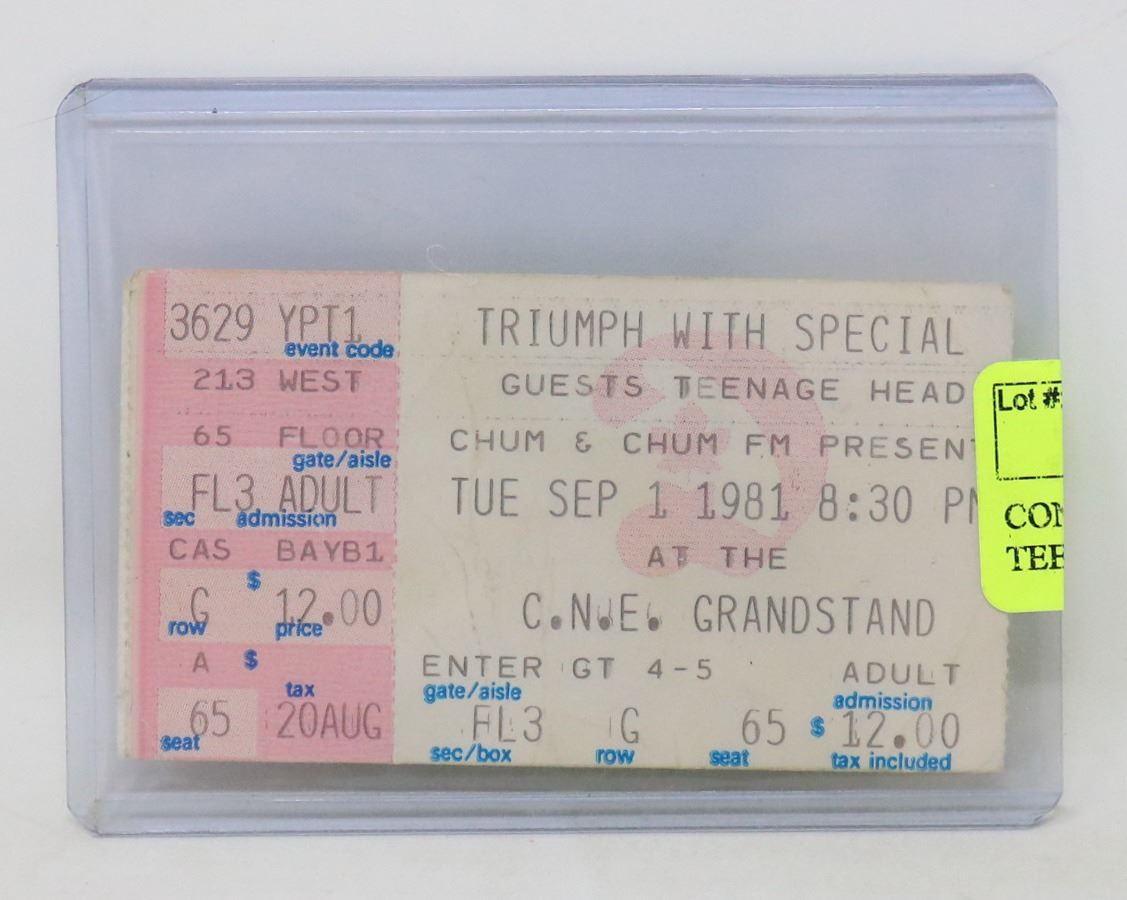 3629 YPT1
event code
213 WEST
65 FLOOR
gate/aisle
FL3 ADULT
sec admission
CAS BAYB1
$
G 12.00
row price
A $
tax
65 20AUG
seat
TRIUMPH WITH SPECIAL
GUESTS TEENAGE HEAD
CHUM & CHUM FM PRESENT
TUE SEP 1 1981 8:30 PM
AT THE
C.N.E. GRANDSTAND
ENTER GT 4-5 ADULT
gate/aisle admission
FL3 G 65 $ 12.00
sec/box row seat tax included
Lot #
CON
TEE